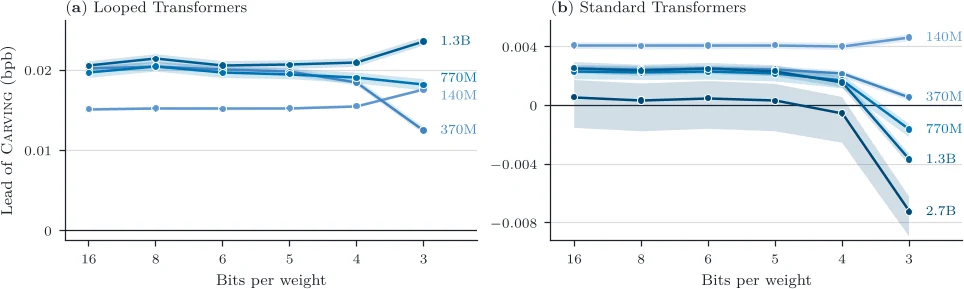 (a) Looped Transformers
Lead of CARVING (bpb)
0.02
0.01
0
1.3B
770M
140M
370M
16 8 6 5 4 3
Bits per weight
(b) Standard Transformers
0.004
0
−0.004
−0.008
140M
370M
770M
1.3B
2.7B
16 8 6 5 4 3
Bits per weight